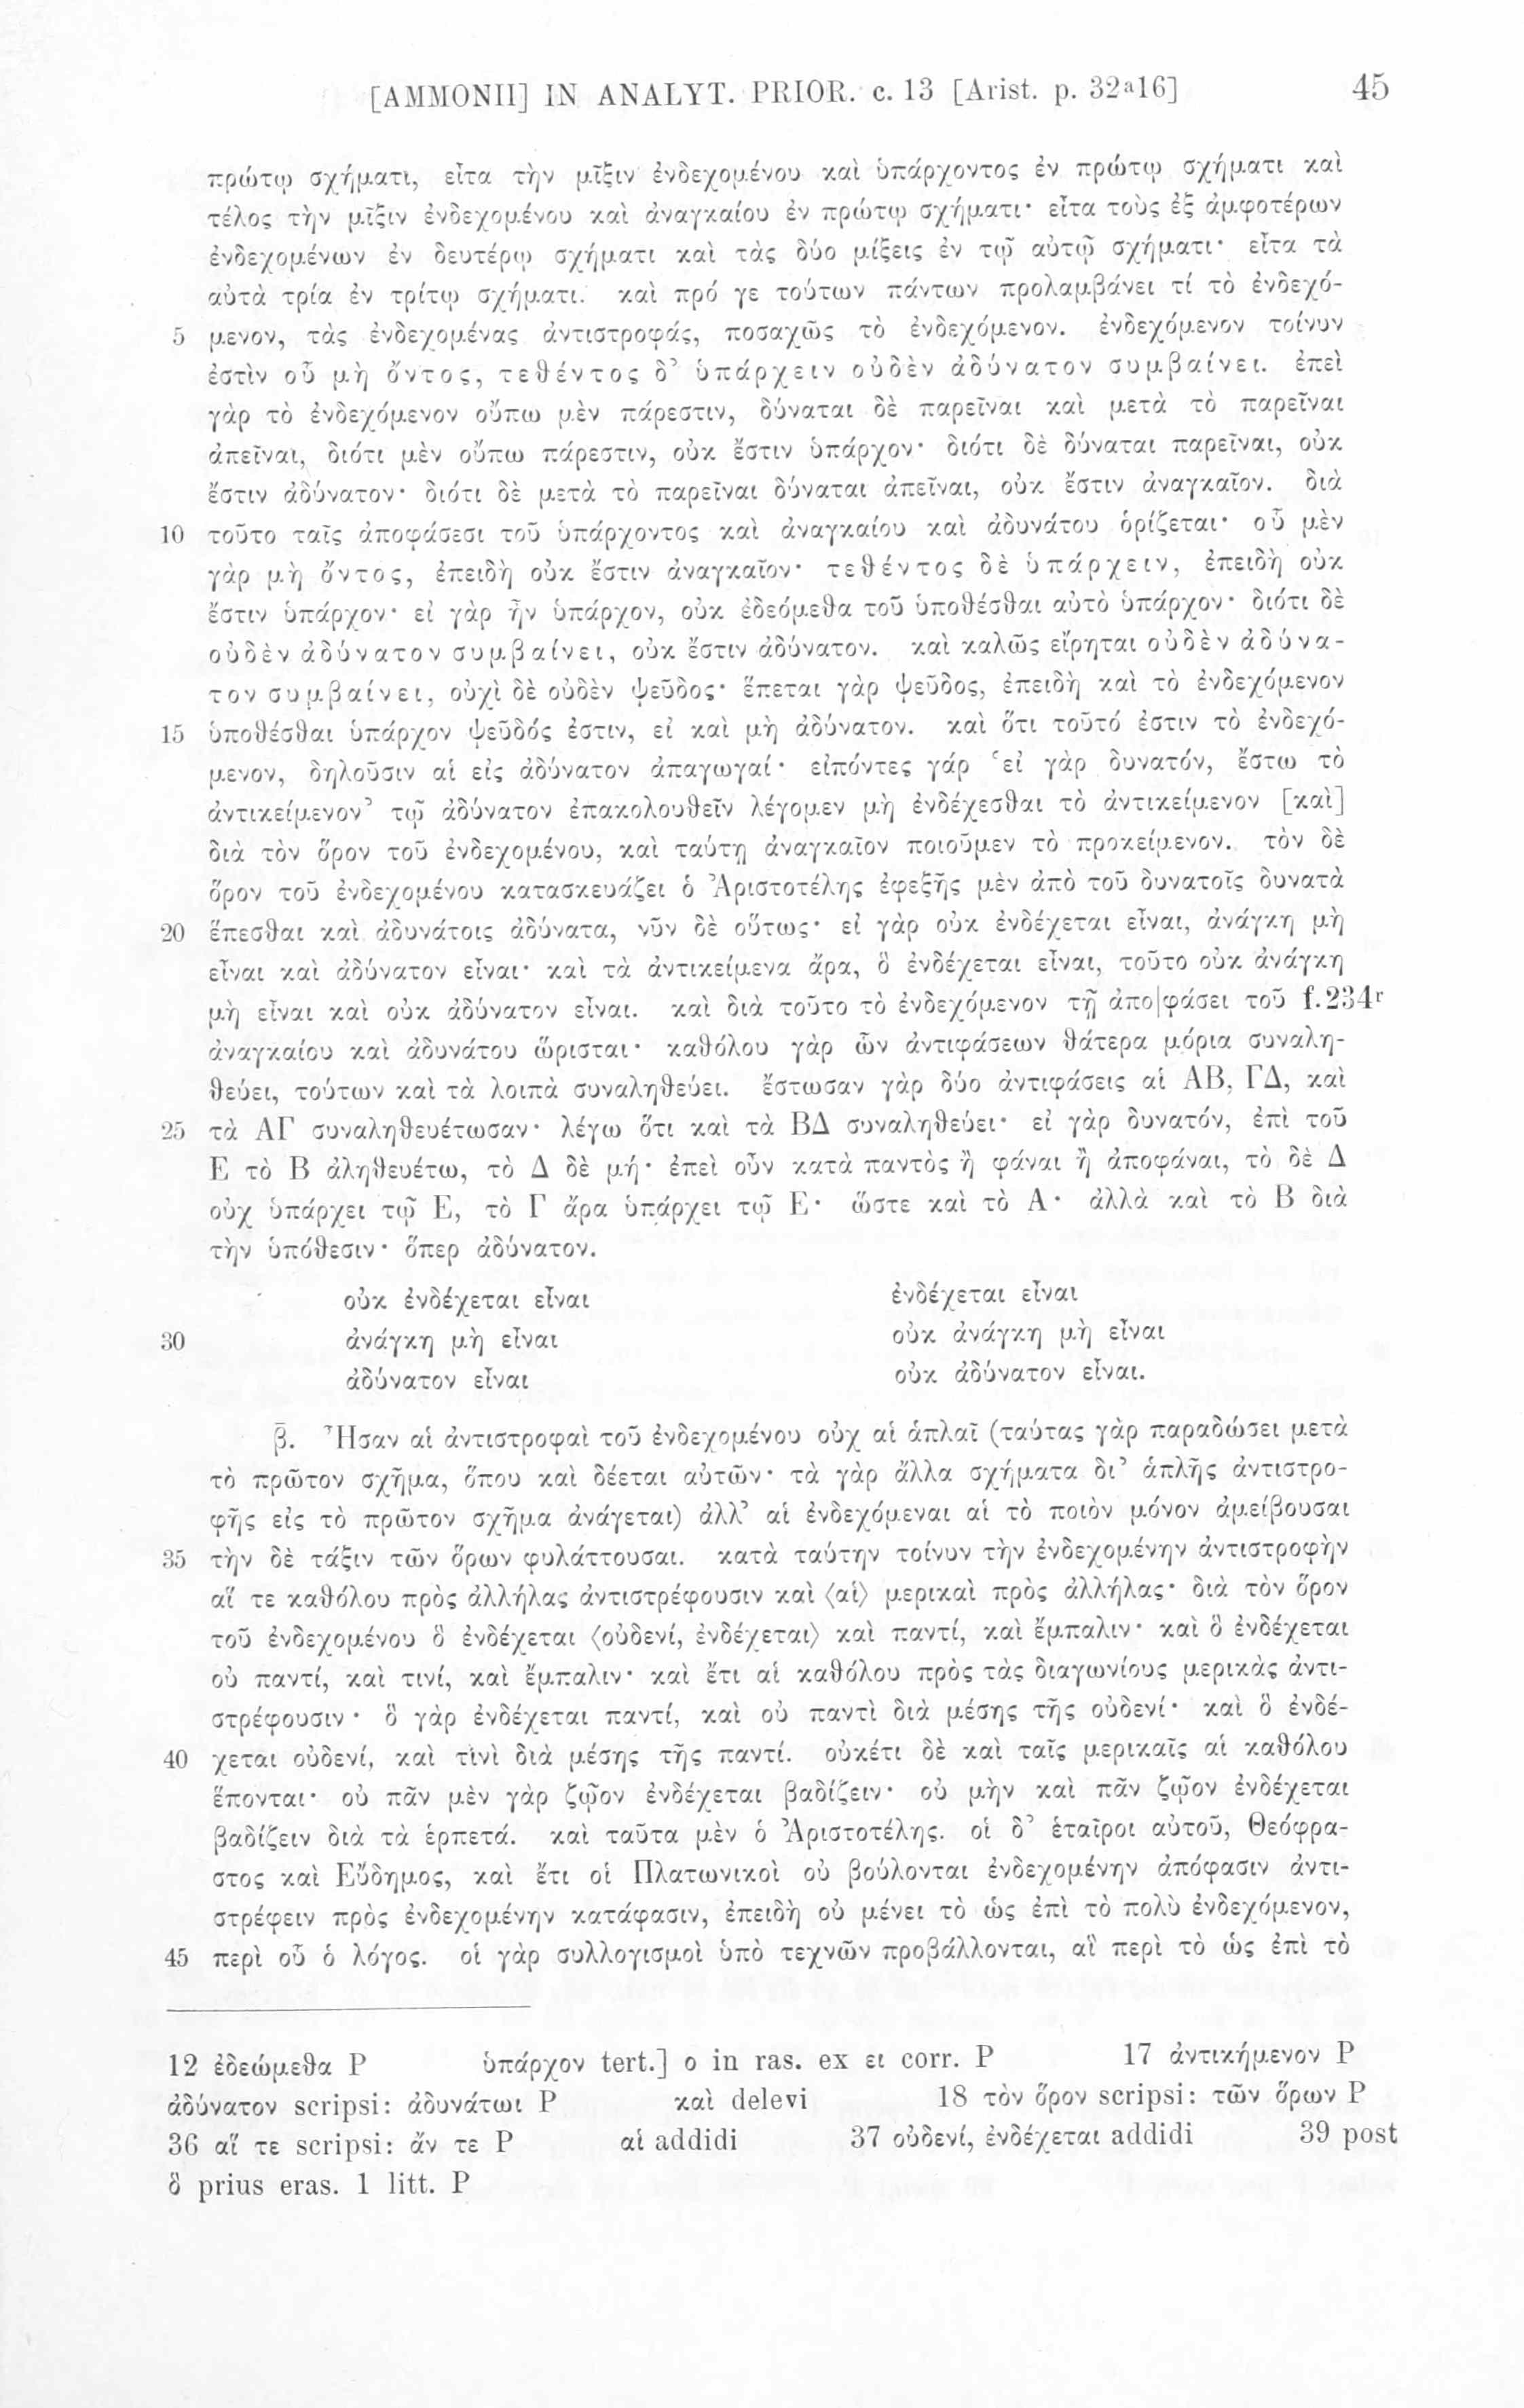 [AMMONII] IN ANALYT. PRIOR. c. 13 [Arist. p. 32a16] 45
πρώτῳ σχήματι, εἶτα τὴν μῖξιν ἐνδεχομένου καὶ ὑπάρχοντος ἐν πρώτῳ σχήματι καὶ
τέλος τὴν μῖξιν ἐνδεχομένου καὶ ἀναγκαίου ἐν πρώτῳ σχήματι· εἶτα τοὺς ἐξ ἀμφοτέρων
ἐνδεχομένων ἐν δευτέρῳ σχήματι καὶ τὰς δύο μίξεις ἐν τῷ αὐτῷ σχήματι· εἶτα τὰ
αὐτὰ τρία ἐν τρίτῳ σχήματι. καὶ πρό γε τούτων πάντων προλαμβάνει τί τὸ ἐνδεχό-
5 μενον, τὰς ἐνδεχομένας ἀντιστροφάς, ποσαχῶς τὸ ἐνδεχόμενον. ἐνδεχόμενον τοίνυν
ἐστὶν οὗ μὴ ὄντος, τεθέντος δ᾽ ὑπάρχειν οὐδὲν ἀδύνατον συμβαίνει. ἐπεὶ
γὰρ τὸ ἐνδεχόμενον οὔπω μὲν πάρεστιν, δύναται δὲ παρεῖναι καὶ μετὰ τὸ παρεῖναι
ἀπεῖναι, διότι μὲν οὔπω πάρεστιν, οὐκ ἔστιν ὑπάρχον· διότι δὲ δύναται παρεῖναι, οὐκ
ἔστιν ἀδύνατον· διότι δὲ μετὰ τὸ παρεῖναι δύναται ἀπεῖναι, οὐκ ἔστιν ἀναγκαῖον. διὰ
10 τοῦτο ταῖς ἀποφάσεσι τοῦ ὑπάρχοντος καὶ ἀναγκαίου καὶ ἀδυνάτου ὁρίζεται· οὗ μὲν
γὰρ μὴ ὄντος, ἐπειδὴ οὐκ ἔστιν ἀναγκαῖον· τεθέντος δὲ ὑπάρχειν, ἐπειδὴ οὐκ
ἔστιν ὑπάρχον· εἰ γὰρ ἦν ὑπάρχον, οὐκ ἐδεόμεθα τοῦ ὑποθέσθαι αὐτὸ ὑπάρχον· διότι δὲ
οὐδὲν ἀδύνατον συμβαίνει, οὐκ ἔστιν ἀδύνατον. καὶ καλῶς εἴρηται οὐδὲν ἀδύνα-
τον συμβαίνει, οὐχὶ δὲ οὐδὲν ψεῦδος· ἕπεται γὰρ ψεῦδος, ἐπειδὴ καὶ τὸ ἐνδεχόμενον
15 ὑποθέσθαι ὑπάρχον ψεῦδός ἐστιν, εἰ καὶ μὴ ἀδύνατον. καὶ ὅτι τοῦτό ἐστιν τὸ ἐνδεχό-
μενον, δηλοῦσιν αἱ εἰς ἀδύνατον ἀπαγωγαί· εἰπόντες γάρ ‘εἰ γὰρ δυνατόν, ἔστω τὸ
ἀντικείμενον’ τῷ ἀδύνατον ἐπακολουθεῖν λέγομεν μὴ ἐνδέχεσθαι τὸ ἀντικείμενον [καὶ]
διὰ τὸν ὅρον τοῦ ἐνδεχομένου, καὶ ταύτῃ ἀναγκαῖον ποιοῦμεν τὸ προκείμενον. τὸν δὲ
ὅρον τοῦ ἐνδεχομένου κατασκευάζει ὁ Ἀριστοτέλης ἐφεξῆς μὲν ἀπὸ τοῦ δυνατοῖς δυνατὰ
20 ἕπεσθαι καὶ ἀδυνάτοις ἀδύνατα, νῦν δὲ οὕτως· εἰ γὰρ οὐκ ἐνδέχεται εἶναι, ἀνάγκη μὴ
εἶναι καὶ ἀδύνατον εἶναι· καὶ τὰ ἀντικείμενα ἄρα, ὃ ἐνδέχεται εἶναι, τοῦτο οὐκ ἀνάγκη
μὴ εἶναι καὶ οὐκ ἀδύνατον εἶναι. καὶ διὰ τοῦτο τὸ ἐνδεχόμενον τῇ ἀπο|φάσει τοῦ f.234r
ἀναγκαίου καὶ ἀδυνάτου ὥρισται· καθόλου γὰρ ὧν ἀντιφάσεων θάτερα μόρια συναλη-
θεύει, τούτων καὶ τὰ λοιπὰ συναληθεύει. ἔστωσαν γὰρ δύο ἀντιφάσεις αἱ ΑΒ, ΓΔ, καὶ
25 τὰ ΑΓ συναληθευέτωσαν· λέγω ὅτι καὶ τὰ ΒΔ συναληθεύει· εἰ γὰρ δυνατόν, ἐπὶ τοῦ
Ε τὸ Β ἀληθευέτω, τὸ Δ δὲ μή· ἐπεὶ οὖν κατὰ παντὸς ἢ φάναι ἢ ἀποφάναι, τὸ δὲ Δ
οὐχ ὑπάρχει τῷ Ε, τὸ Γ ἄρα ὑπάρχει τῷ Ε· ὥστε καὶ τὸ Α· ἀλλὰ καὶ τὸ Β διὰ
τὴν ὑπόθεσιν· ὅπερ ἀδύνατον.
οὐκ ἐνδέχεται εἶναι ἐνδέχεται εἶναι
30 ἀνάγκη μὴ εἶναι οὐκ ἀνάγκη μὴ εἶναι
ἀδύνατον εἶναι οὐκ ἀδύνατον εἶναι.
β̄. Ἦσαν αἱ ἀντιστροφαὶ τοῦ ἐνδεχομένου οὐχ αἱ ἁπλαῖ (ταύτας γὰρ παραδώσει μετὰ
τὸ πρῶτον σχῆμα, ὅπου καὶ δέεται αὐτῶν· τὰ γὰρ ἄλλα σχήματα δι᾽ ἁπλῆς ἀντιστρο-
φῆς εἰς τὸ πρῶτον σχῆμα ἀνάγεται) ἀλλ᾽ αἱ ἐνδεχόμεναι αἱ τὸ ποιὸν μόνον ἀμείβουσαι
35 τὴν δὲ τάξιν τῶν ὅρων φυλάττουσαι. κατὰ ταύτην τοίνυν τὴν ἐνδεχομένην ἀντιστροφὴν
αἵ τε καθόλου πρὸς ἀλλήλας ἀντιστρέφουσιν καὶ ⟨αἱ⟩ μερικαὶ πρὸς ἀλλήλας· διὰ τὸν ὅρον
τοῦ ἐνδεχομένου ὃ ἐνδέχεται ⟨οὐδενί, ἐνδέχεται⟩ καὶ παντί, καὶ ἔμπαλιν· καὶ ὃ ἐνδέχεται
οὐ παντί, καὶ τινί, καὶ ἔμπαλιν· καὶ ἔτι αἱ καθόλου πρὸς τὰς διαγωνίους μερικὰς ἀντι-
στρέφουσιν· ὃ γὰρ ἐνδέχεται παντί, καὶ οὐ παντὶ διὰ μέσης τῆς οὐδενί· καὶ ὃ ἐνδέ-
40 χεται οὐδενί, καὶ τινὶ διὰ μέσης τῆς παντί. οὐκέτι δὲ καὶ ταῖς μερικαῖς αἱ καθόλου
ἕπονται· οὐ πᾶν μὲν γὰρ ζῷον ἐνδέχεται βαδίζειν· οὐ μὴν καὶ πᾶν ζῷον ἐνδέχεται
βαδίζειν διὰ τὰ ἑρπετά. καὶ ταῦτα μὲν ὁ Ἀριστοτέλης. οἱ δ᾽ ἑταῖροι αὐτοῦ, Θεόφρα-
στος καὶ Εὔδημος, καὶ ἔτι οἱ Πλατωνικοὶ οὐ βούλονται ἐνδεχομένην ἀπόφασιν ἀντι-
στρέφειν πρὸς ἐνδεχομένην κατάφασιν, ἐπειδὴ οὐ μένει τὸ ὡς ἐπὶ τὸ πολὺ ἐνδεχόμενον,
45 περὶ οὗ ὁ λόγος. οἱ γὰρ συλλογισμοὶ ὑπὸ τεχνῶν προβάλλονται, αἳ περὶ τὸ ὡς ἐπὶ τὸ
12 ἐδεώμεθα P ὑπάρχον tert.] ο in ras. ex ει corr. P 17 ἀντικήμενον P
ἀδύνατον scripsi: ἀδυνάτωι P καὶ delevi 18 τὸν ὅρον scripsi: τῶν ὅρων P
36 αἵ τε scripsi: ἄν τε P αἱ addidi 37 οὐδενί, ἐνδέχεται addidi 39 post
ὃ prius eras. 1 litt. P